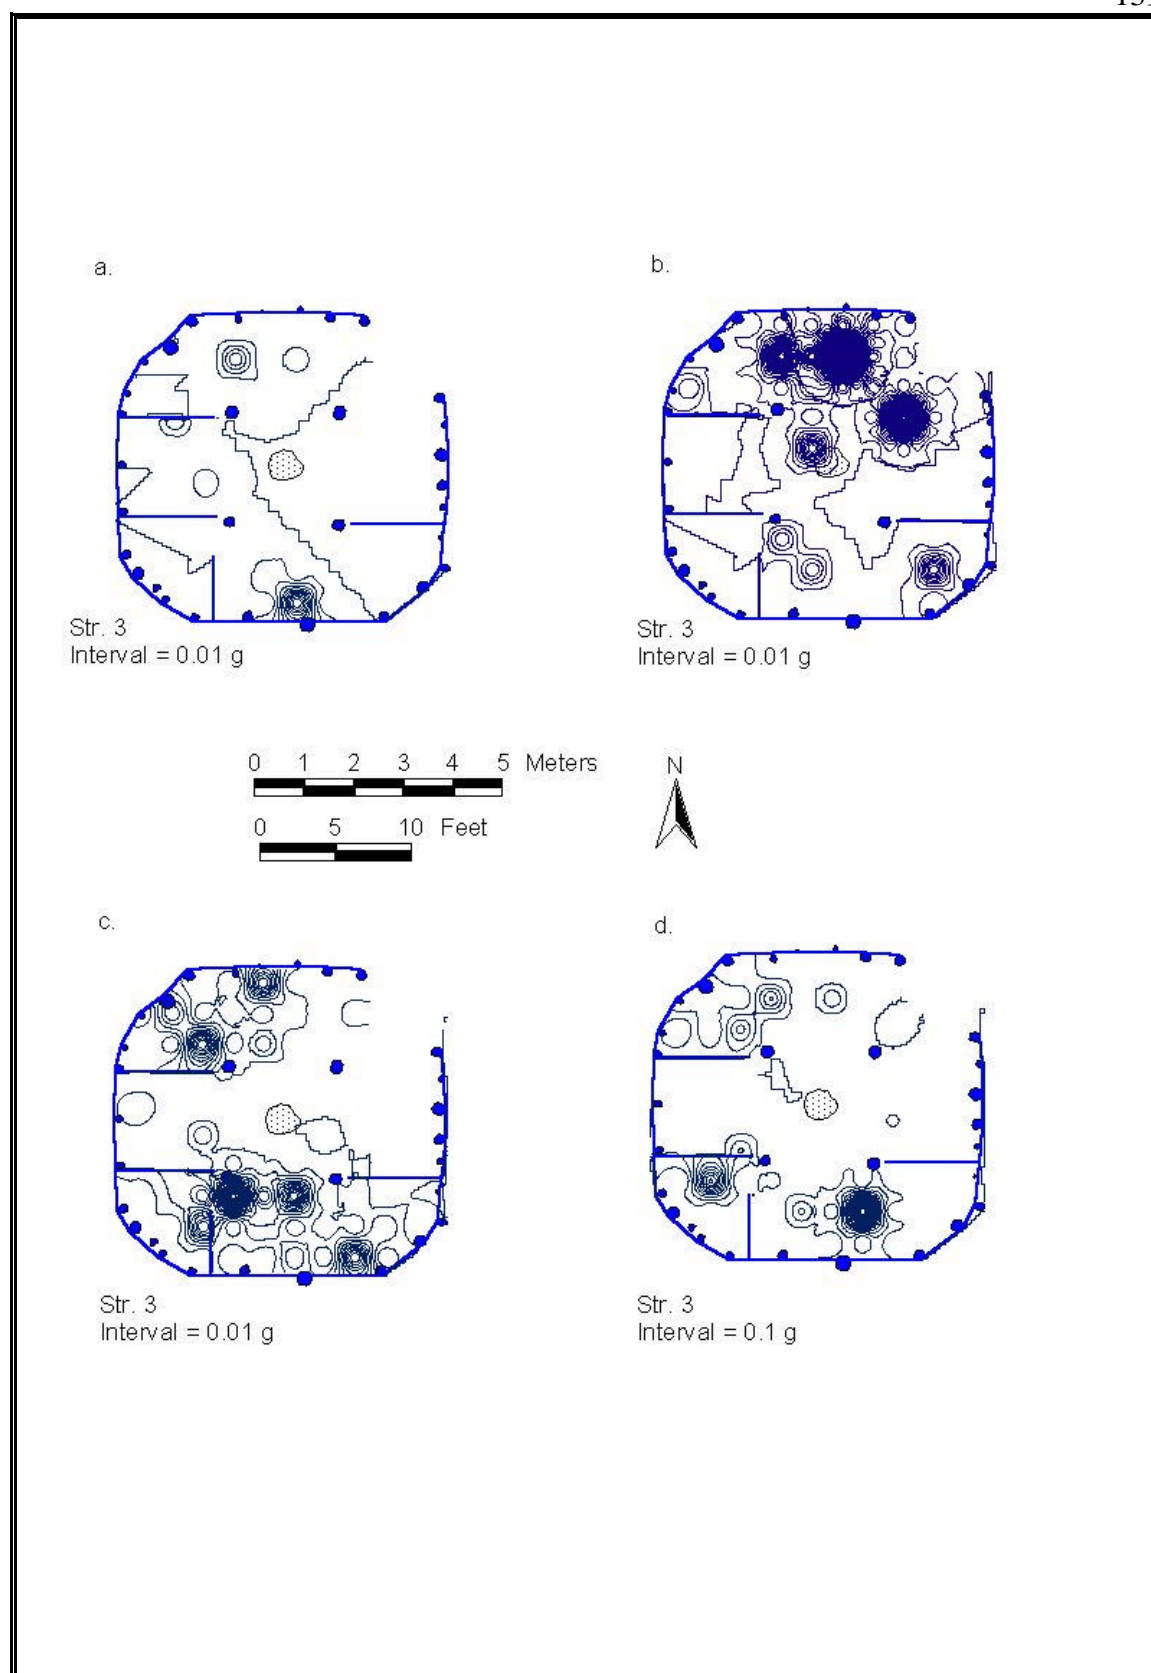 a.
b.
Str. 3
Interval = 0.01 g
Str. 3
Interval = 0.01 g
0 1 2 3 4 5 Meters
N
0 5 10 Feet
c.
d.
Str. 3
Interval = 0.01 g
Str. 3
Interval = 0.1 g